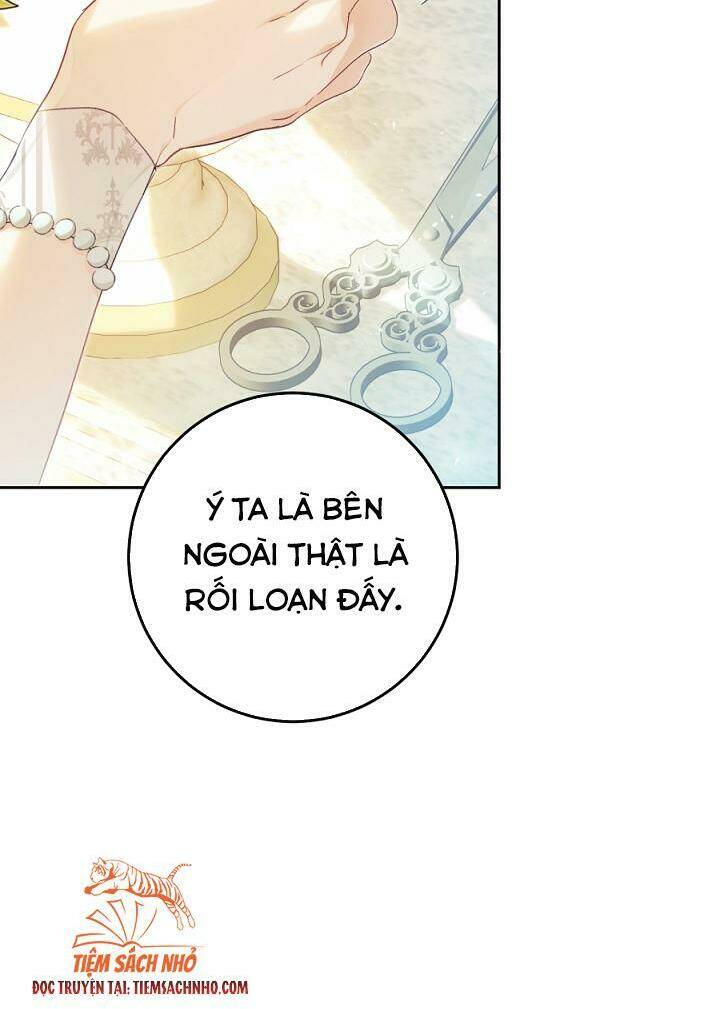 Ý TA LÀ BÊN
NGOÀI THẬT LÀ
RỐI LOẠN ĐẤY.
TIỆM SÁCH NHỎ
ĐỌC TRUYỆN TẠI: TIEMSACHNHO.COM